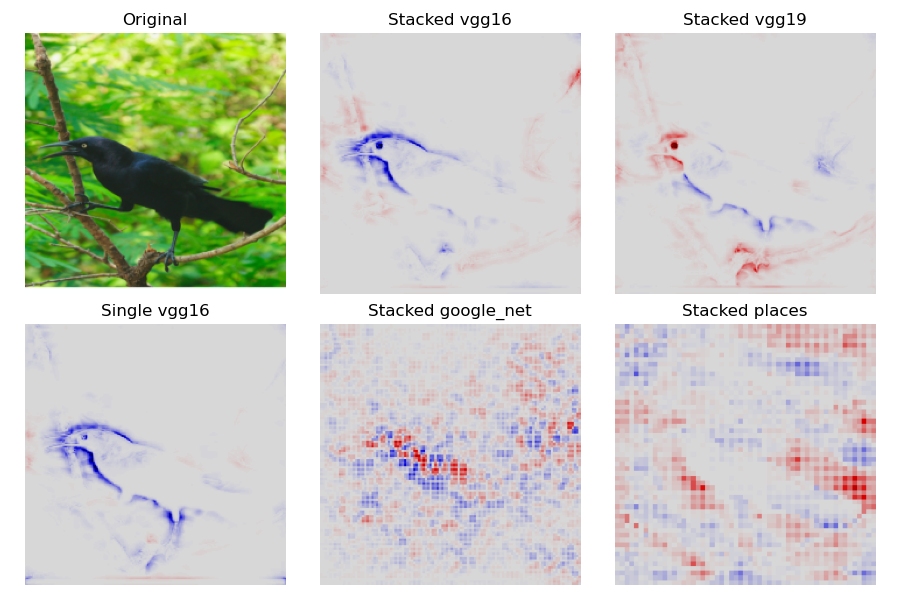 Original
Stacked vgg16
Stacked vgg19
Single vgg16
Stacked google_net
Stacked places